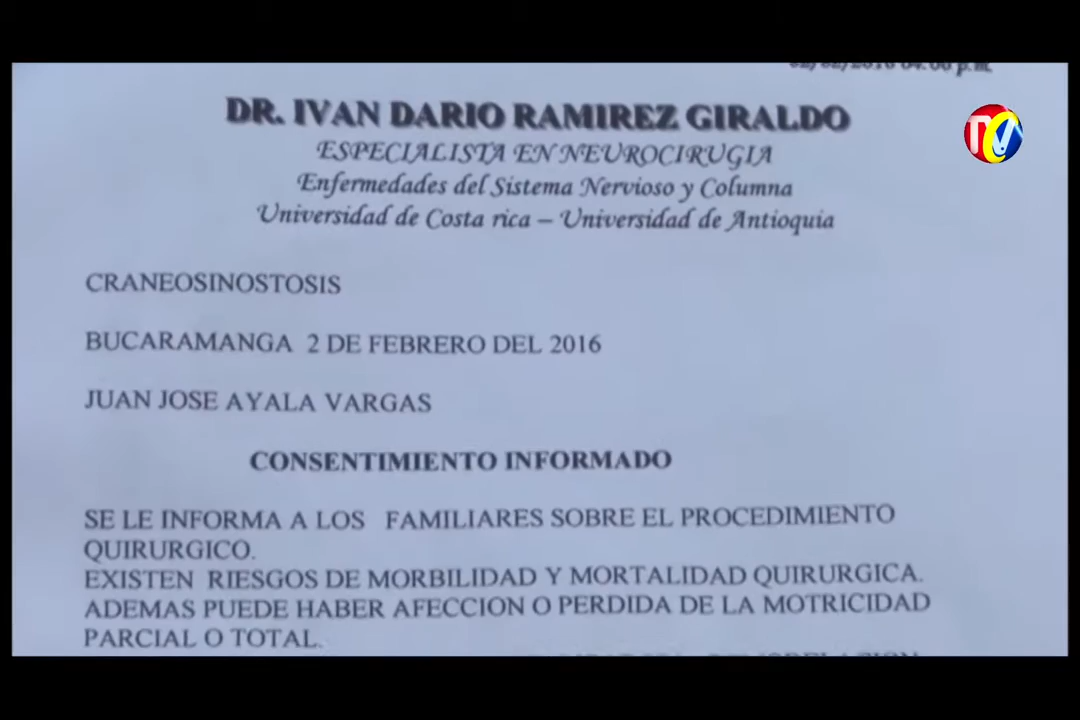 DR. IVAN DARIO RAMIREZ GIRALDO
ESPECIALISTA EN NEUROCIRUGIA
Enfermedades del Sistema Nervioso y Columna
Universidad de Costa rica – Universidad de Antioquia
CRANEOSINOSTOSIS
BUCARAMANGA 2 DE FEBRERO DEL 2016
JUAN JOSE AYALA VARGAS
CONSENTIMIENTO INFORMADO
SE LE INFORMA A LOS FAMILIARES SOBRE EL PROCEDIMIENTO
QUIRURGICO.
EXISTEN RIESGOS DE MORBILIDAD Y MORTALIDAD QUIRURGICA.
ADEMAS PUEDE HABER AFECCION O PERDIDA DE LA MOTRICIDAD
PARCIAL O TOTAL.